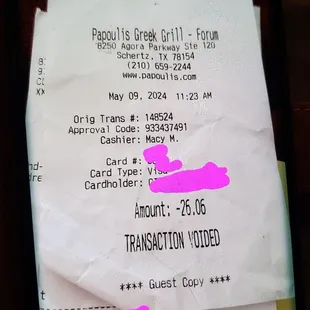 Papoulis Greek Grill - Forum
8250 Agora Parkway Ste 120
Schertz, TX 78154
(210) 659-2244
www.papoulis.com
May 09, 2024 11:23 AM
Orig Trans #: 148524
Approval Code: 933437491
Cashier: Macy M.
Card #:
Card Type: Visa
Cardholder:
Amount: -26.06
TRANSACTION VOIDED
**** Guest Copy ****